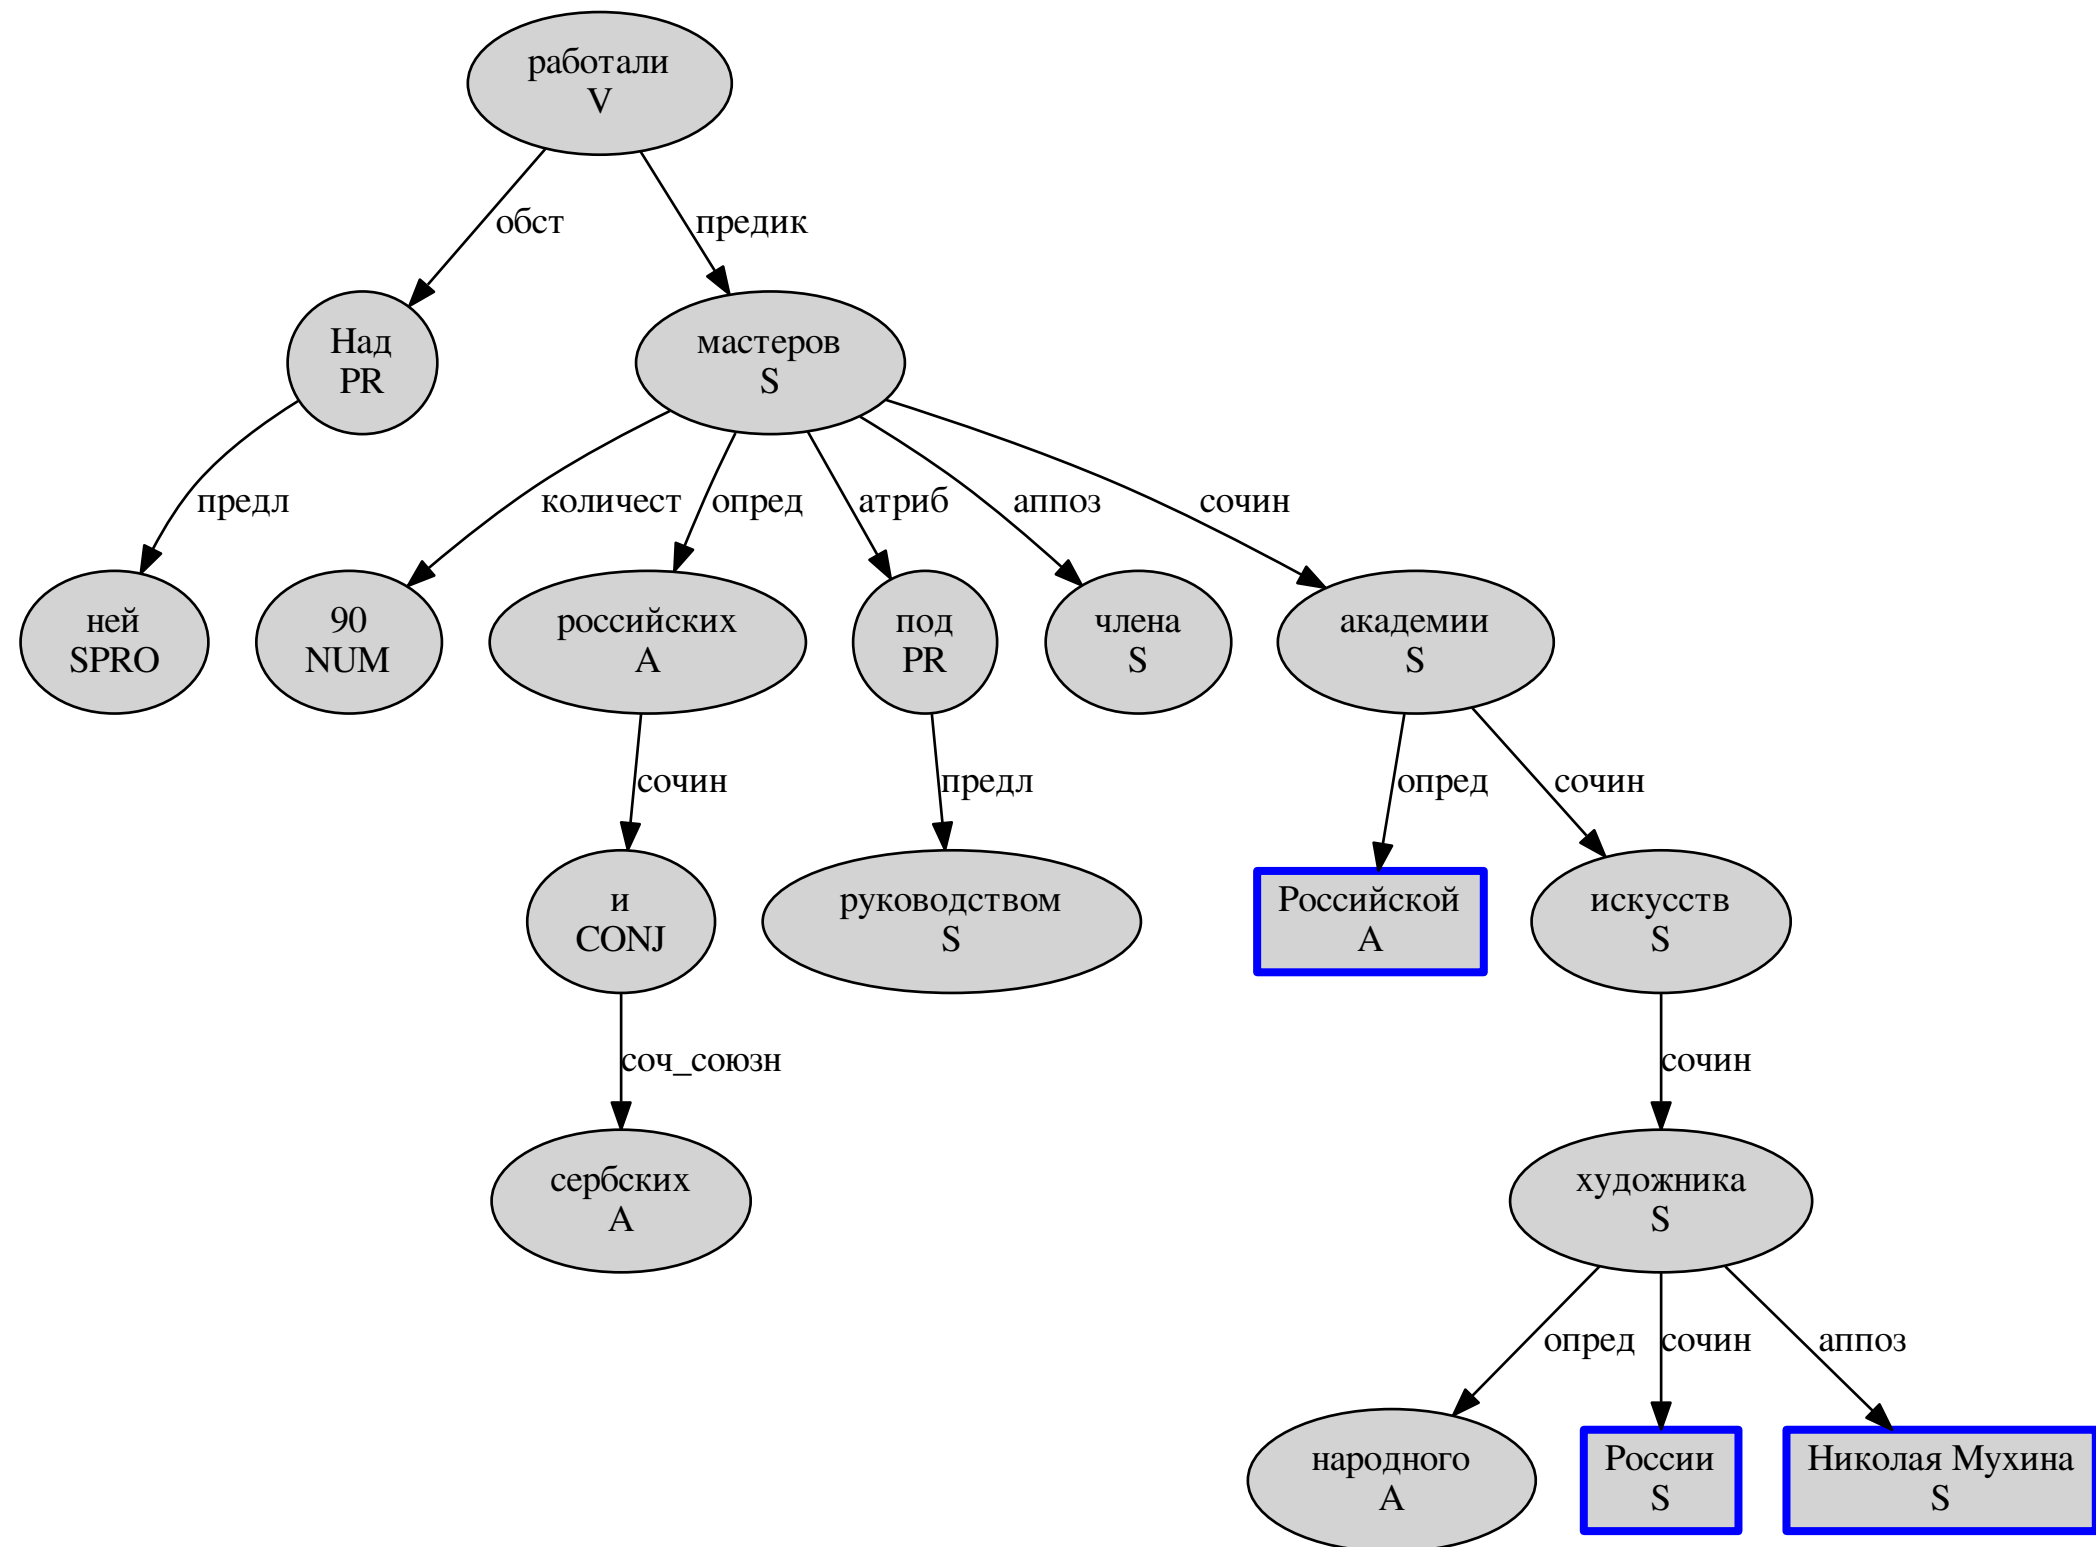 работали
V
обст
предик
Над
PR
мастеров
S
предл
количест
опред
атриб
аппоз
сочин
ней
SPRO
90
NUM
российских
A
под
PR
члена
S
академии
S
сочин
предл
опред
сочин
и
CONJ
руководством
S
Российской
A
искусств
S
соч_союзн
сочин
сербских
A
художника
S
опред
сочин
аппоз
народного
A
России
S
Николая Мухина
S